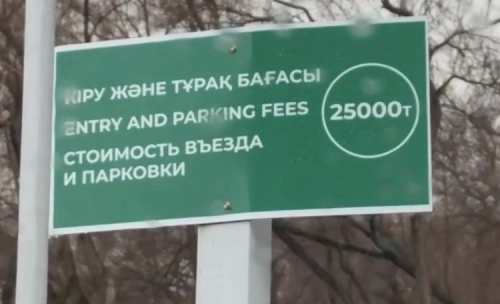 КІРУ ЖӘНЕ ТҰРАҚ БАҒАСЫ
ENTRY AND PARKING FEES
СТОИМОСТЬ ВЪЕЗДА
И ПАРКОВКИ
25000т